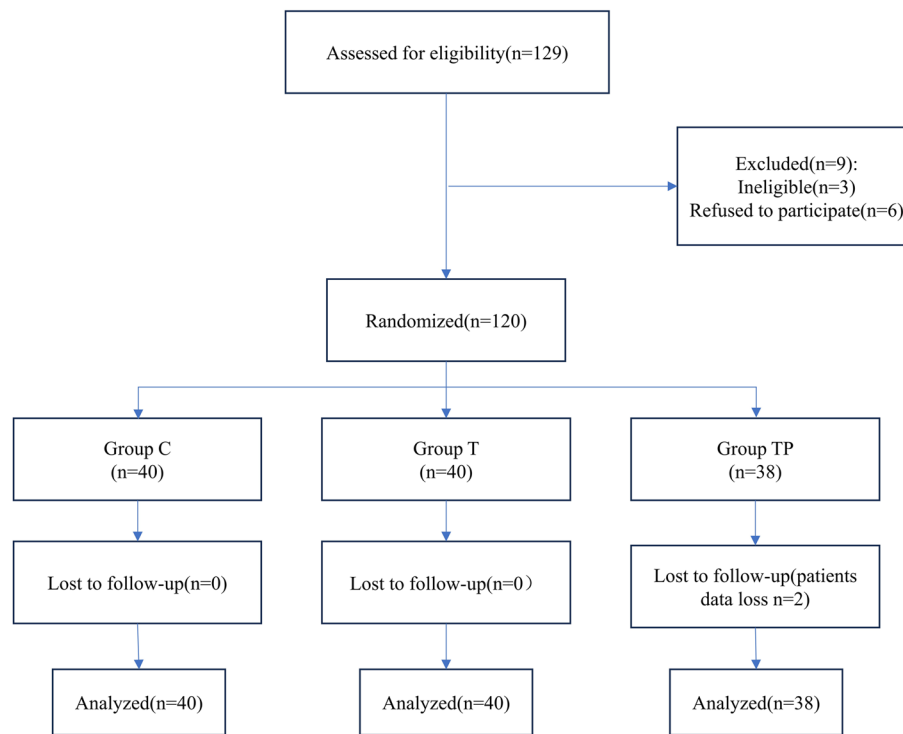 Assessed for eligibility(n=129)
Excluded(n=9):
Ineligible(n=3)
Refused to participate(n=6)
Randomized(n=120)
Group C
(n=40)
Group T
(n=40)
Group TP
(n=38)
Lost to follow-up(n=0)
Lost to follow-up(n=0）
Lost to follow-up(patients
data loss n=2)
Analyzed(n=40)
Analyzed(n=40)
Analyzed(n=38)